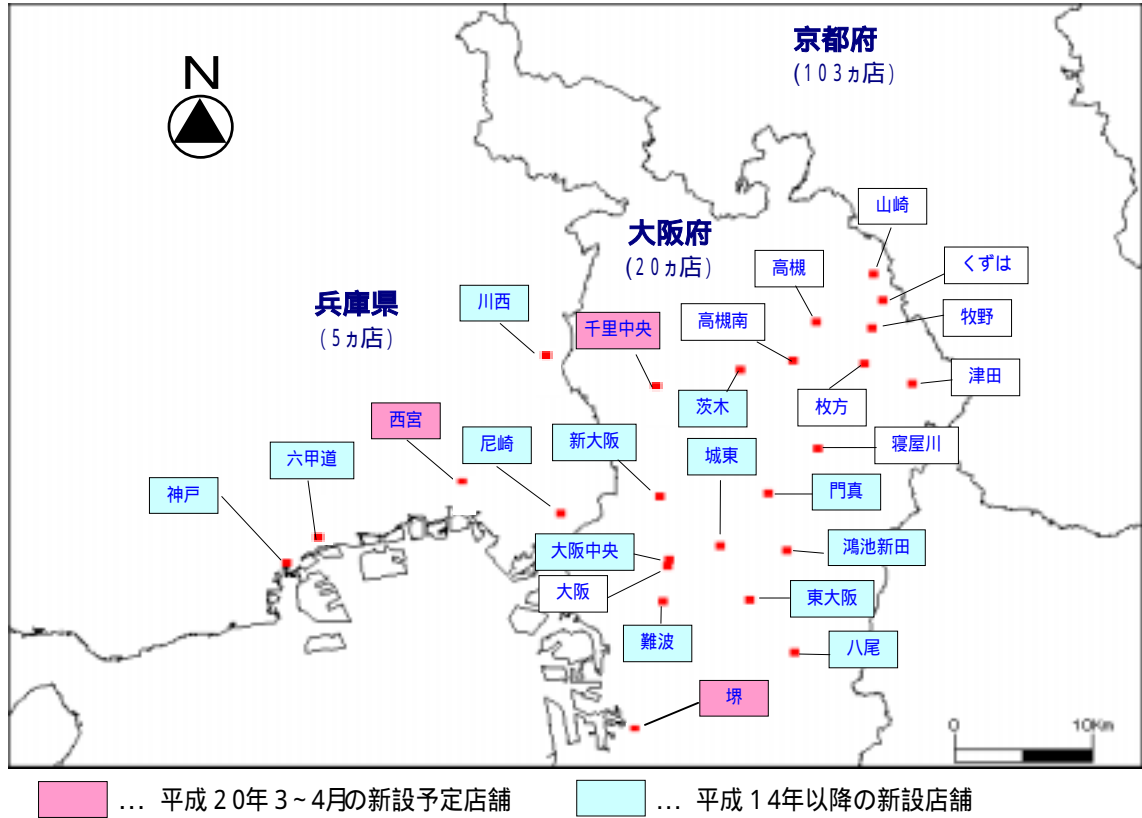 京都府
(103ヵ店)
N
山崎
大阪府
(20ヵ店)
高槻
くずは
兵庫県
(5ヵ店)
川西
千里中央
高槻南
牧野
津田
茨木
枚方
西宮
尼崎
新大阪
城東
寝屋川
六甲道
神戸
門真
大阪中央
鴻池新田
大阪
東大阪
難波
八尾
堺
0 10Km
... 平成20年3~4月の新設予定店舗
... 平成14年以降の新設店舗